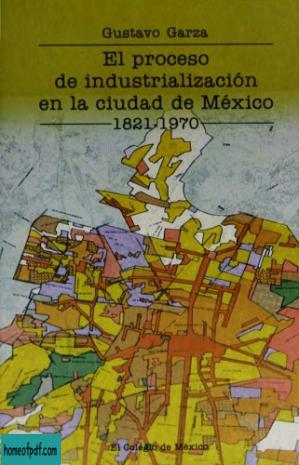 Gustavo Garza
El proceso
de industrialización
en la ciudad de México
1821-1970
El Colegio de México
homeofpdf.com